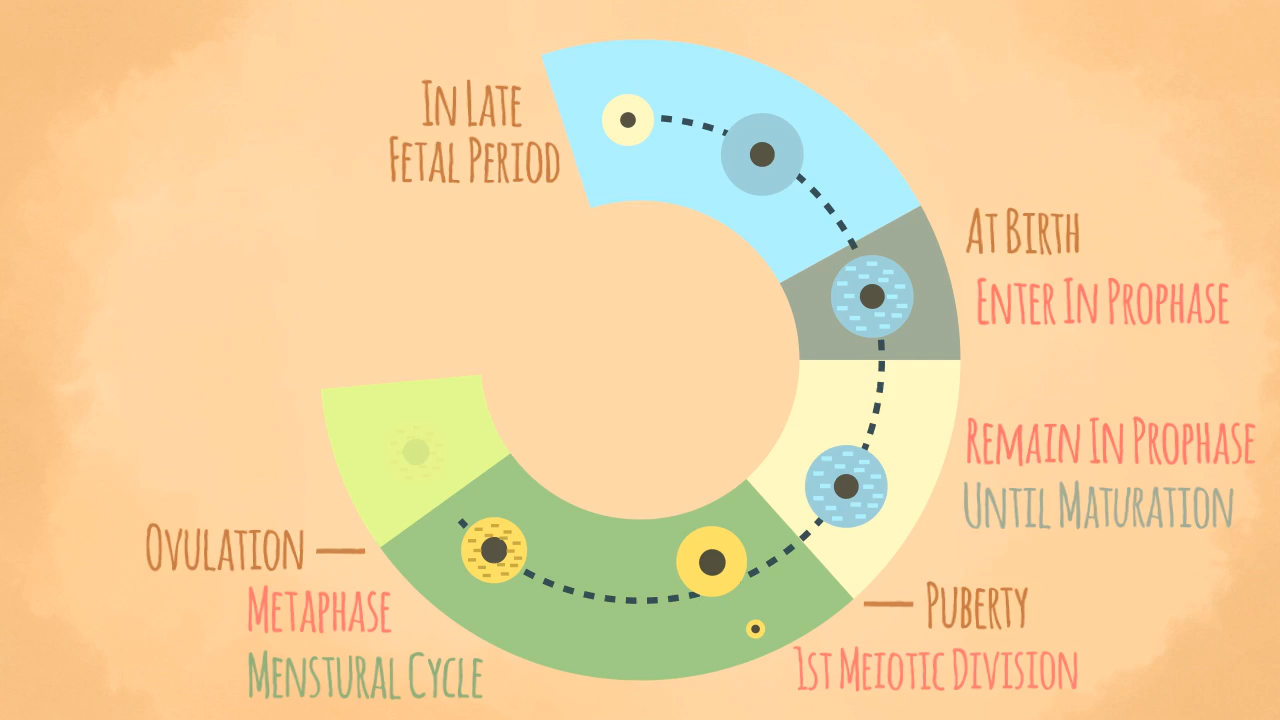 In Late
Fetal Period
At Birth
Enter In Prophase
Remain In Prophase
Until Maturation
Puberty
1st Meiotic Division
Ovulation
Metaphase
Menstural Cycle